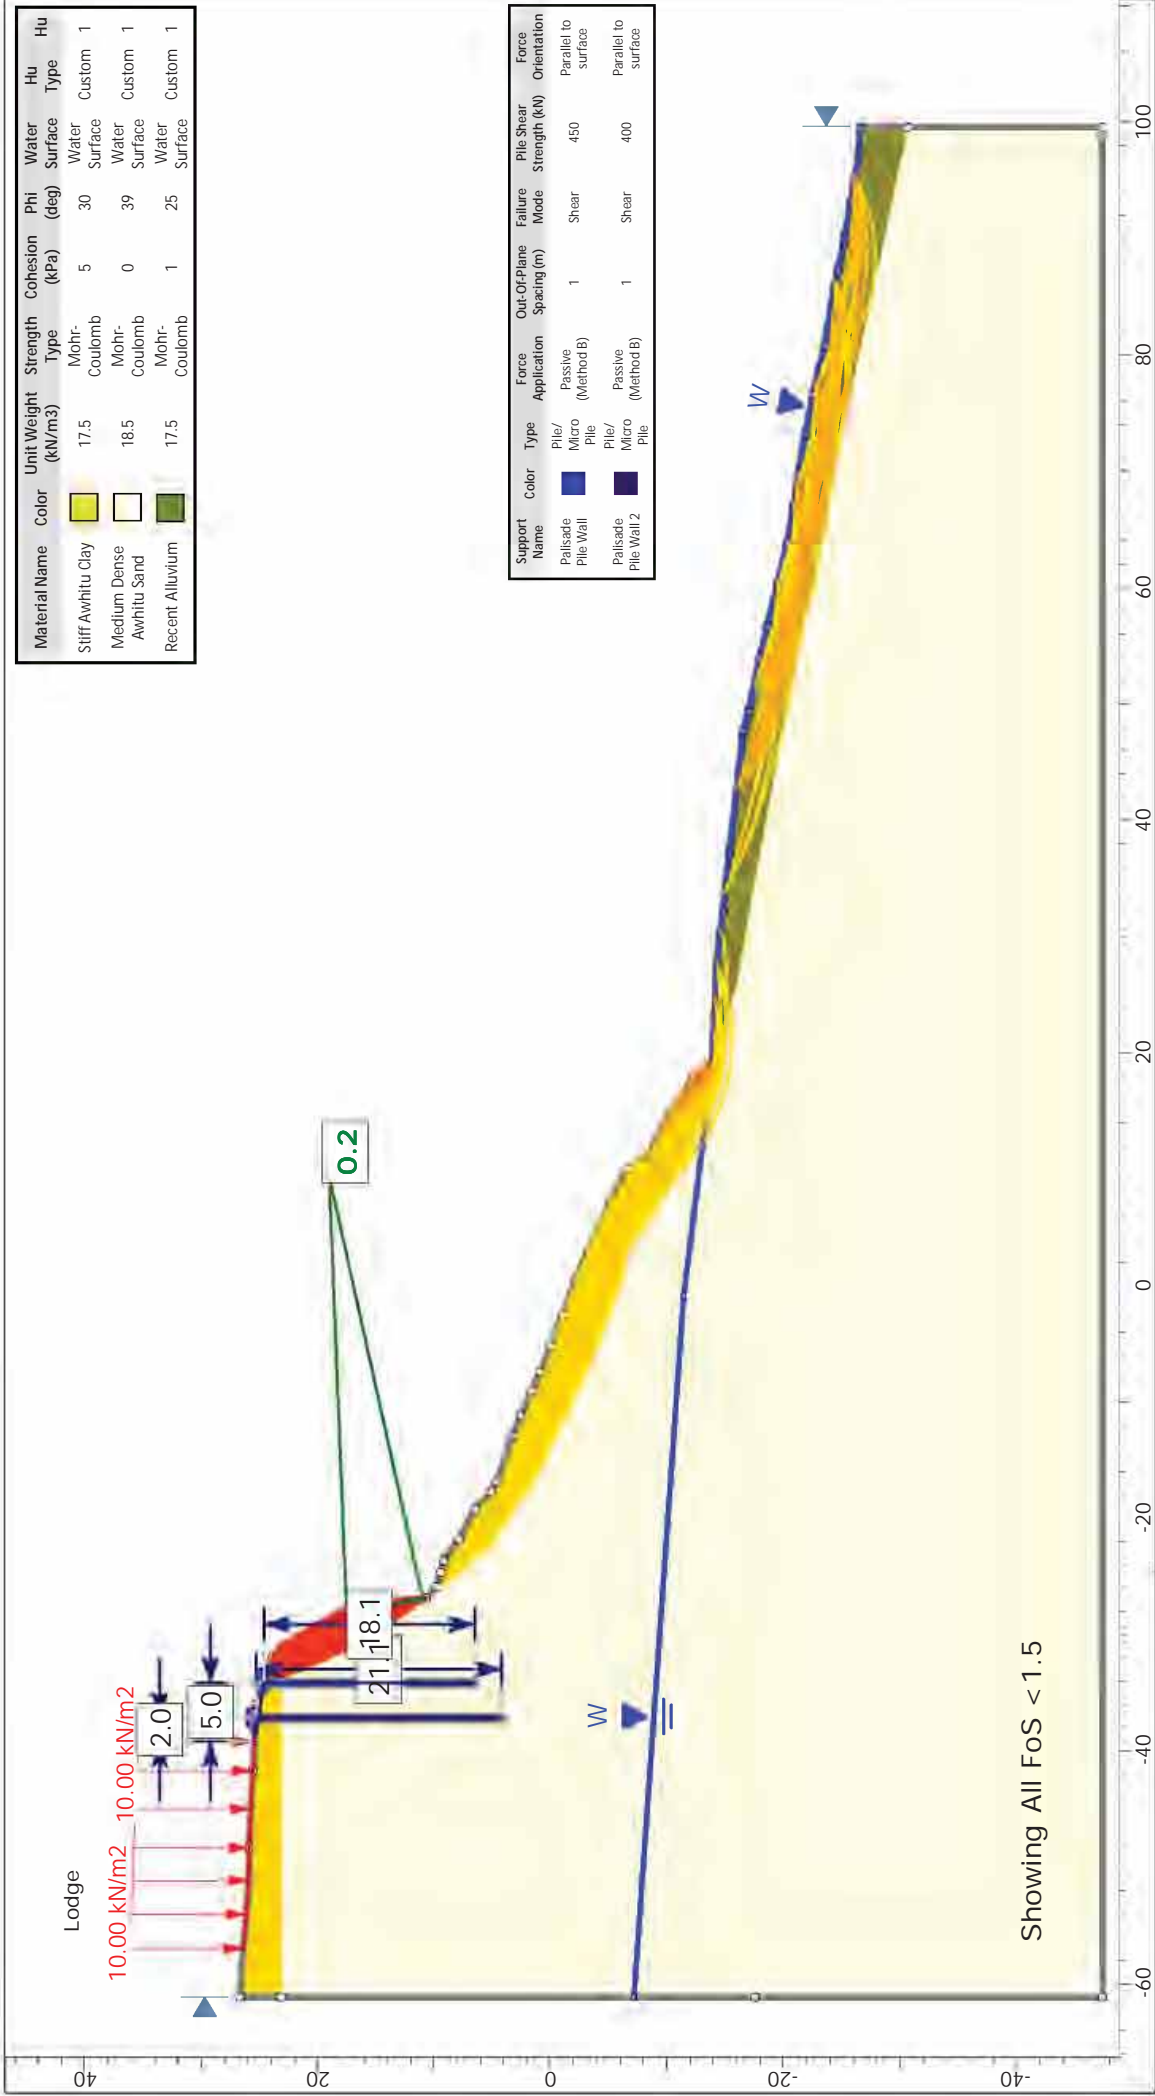 Material Name Color Unit Weight (kN/m3) Strength Type Cohesion (kPa) Phi (deg) Water Surface Hu Type Hu
Stiff Awhitu Clay 17.5 Mohr-Coulomb 5 30 Water Surface Custom 1
Medium Dense Awhitu Sand 18.5 Mohr-Coulomb 0 39 Water Surface Custom 1
Recent Alluvium 17.5 Mohr-Coulomb 1 25 Water Surface Custom 1
Support Name Color Type Force Application Out-Of-Plane Spacing (m) Failure Mode Pile Shear Strength (kN) Force Orientation
Palisade Pile Wall Pile/ Micro Pile Passive (Method B) 1 Shear 450 Parallel to surface
Palisade Pile Wall 2 Pile/ Micro Pile Passive (Method B) 1 Shear 400 Parallel to surface
Lodge
10.00 kN/m2
10.00 kN/m2
2.0
5.0
0.2
18.1
21.1
W
W
Showing All FoS < 1.5
40
20
0
-20
-40
-60
-40
-20
0
20
40
60
80
100